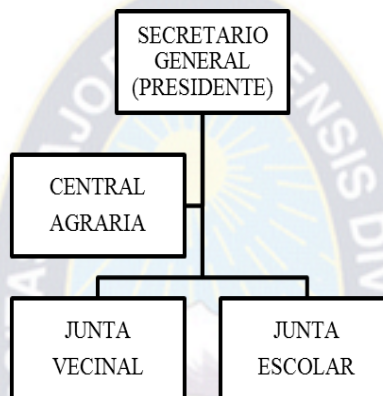 SECRETARIO
GENERAL
(PRESIDENTE)
CENTRAL
AGRARIA
JUNTA
VECINAL
JUNTA
ESCOLAR